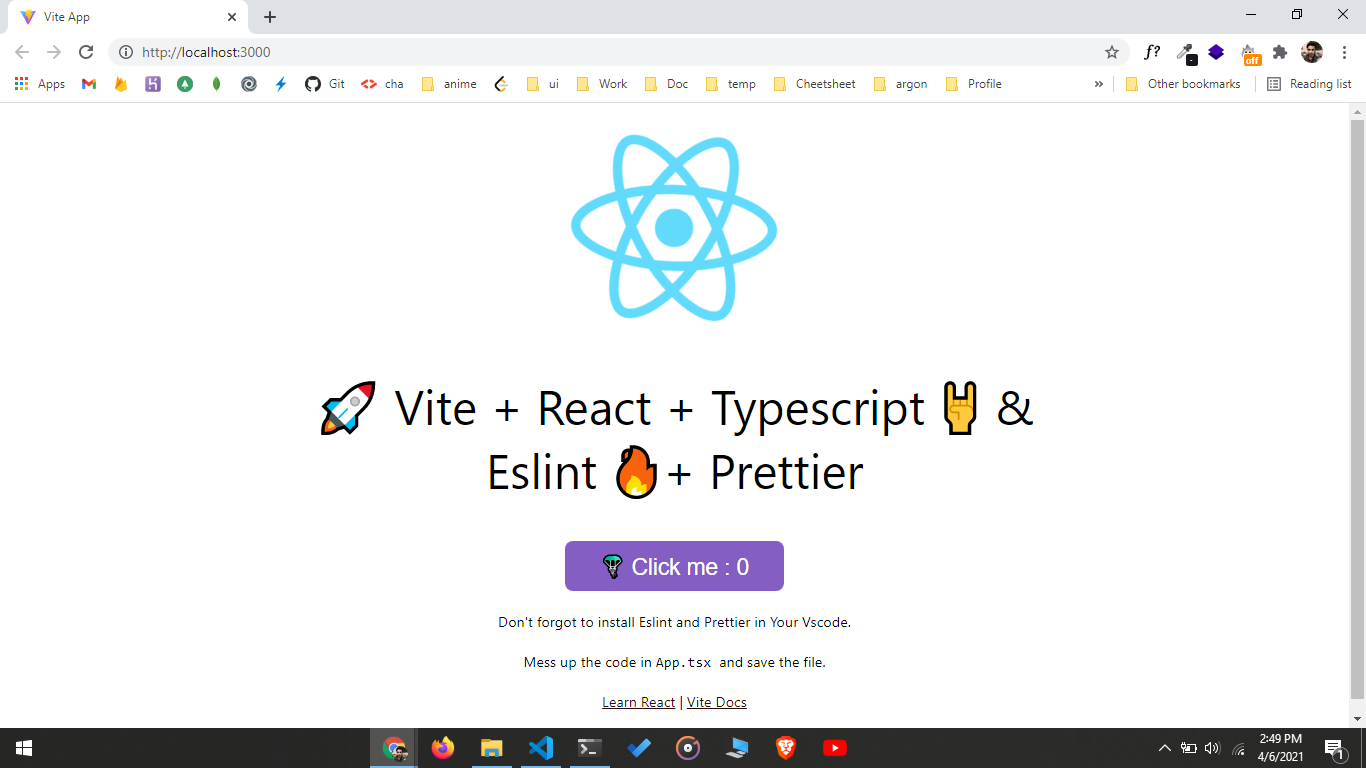 Vite App
http://localhost:3000
f?
off
Apps
Git
cha
anime
ui
Work
Doc
temp
Cheetsheet
argon
Profile
»
Other bookmarks
Reading list
🚀 Vite + React + Typescript 🤘 &
Eslint 🔥+ Prettier
🪂 Click me : 0
Don't forgot to install Eslint and Prettier in Your Vscode.
Mess up the code in App.tsx and save the file.
Learn React | Vite Docs
2:49 PM
4/6/2021
1